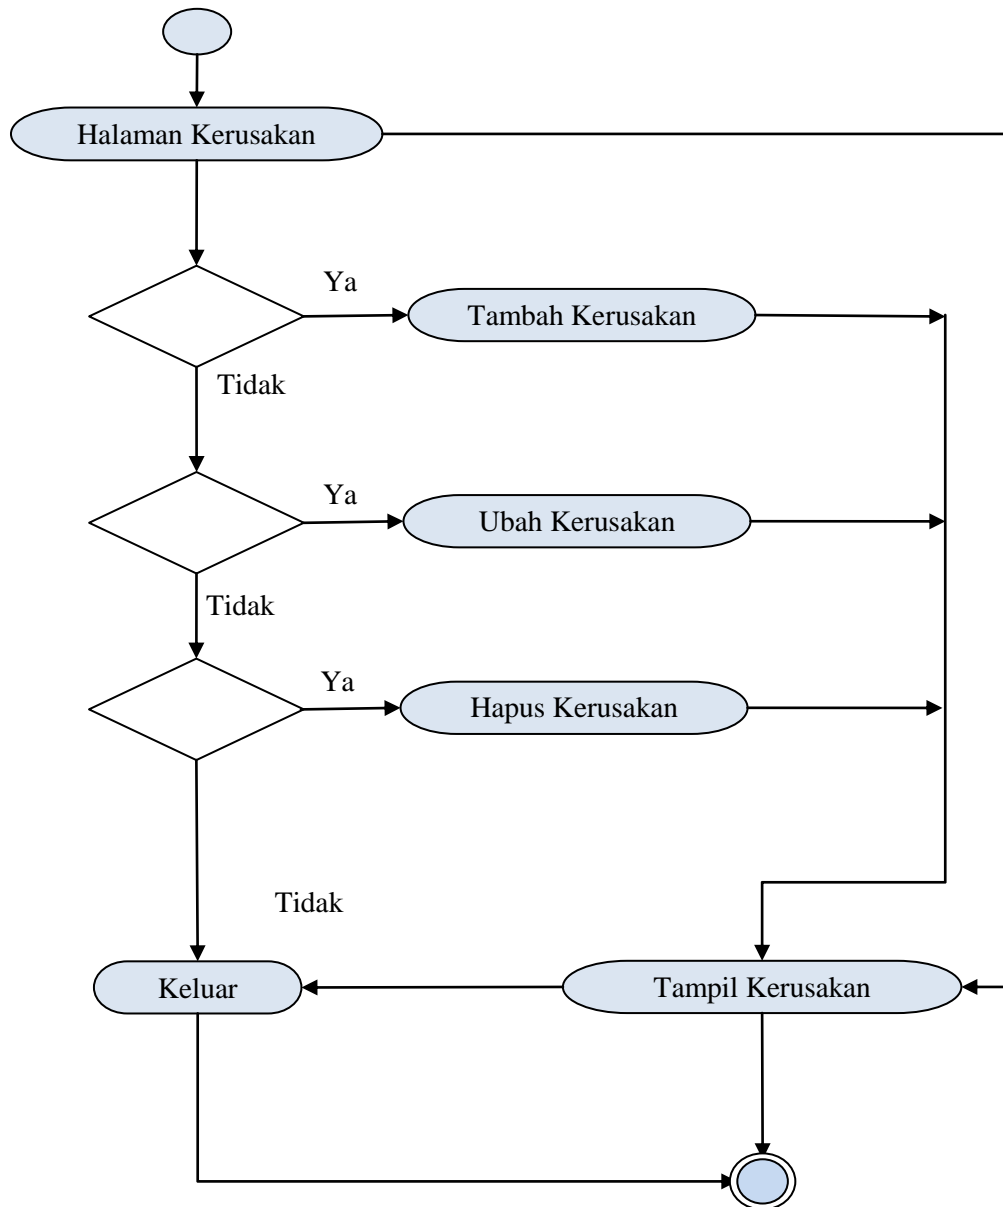 Halaman Kerusakan
Ya
Tambah Kerusakan
Tidak
Ya
Ubah Kerusakan
Tidak
Ya
Hapus Kerusakan
Tidak
Keluar
Tampil Kerusakan